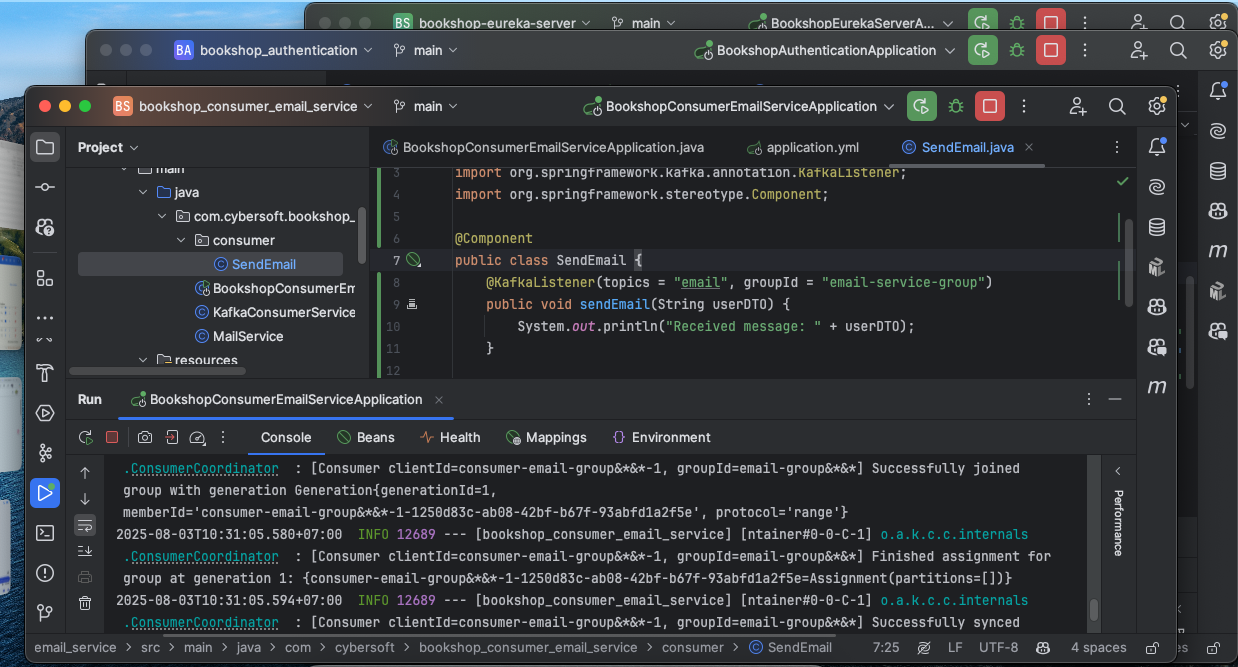 BS bookshop-eureka-server main BookshopEurekaServerA...
BA bookshop_authentication main BookshopAuthenticationApplication
BS bookshop_consumer_email_service main BookshopConsumerEmailServiceApplication
Project
BookshopConsumerEmailServiceApplication.java application.yml SendEmail.java
main
java
com.cybersoft.bookshop_
consumer
SendEmail
BookshopConsumerEm
KafkaConsumerService
MailService
resources
3 import org.springframework.kafka.annotation.KafkaListener;
4 import org.springframework.stereotype.Component;
5
6 @Component
7 public class SendEmail {
8 @KafkaListener(topics = "email", groupId = "email-service-group")
9 public void sendEmail(String userDTO) {
10 System.out.println("Received message: " + userDTO);
11 }
12
Run BookshopConsumerEmailServiceApplication
Console Beans Health Mappings Environment
.ConsumerCoordinator : [Consumer clientId=consumer-email-group&*&*-1, groupId=email-group&*&*] Successfully joined
group with generation Generation{generationId=1,
memberId='consumer-email-group&*&*-1-1250d83c-ab08-42bf-b67f-93abfd1a2f5e', protocol='range'}
2025-08-03T10:31:05.580+07:00 INFO 12689 --- [bookshop_consumer_email_service] [ntainer#0-0-C-1] o.a.k.c.c.internals
.ConsumerCoordinator : [Consumer clientId=consumer-email-group&*&*-1, groupId=email-group&*&*] Finished assignment for
group at generation 1: {consumer-email-group&*&*-1-1250d83c-ab08-42bf-b67f-93abfd1a2f5e=Assignment(partitions=[])}
2025-08-03T10:31:05.594+07:00 INFO 12689 --- [bookshop_consumer_email_service] [ntainer#0-0-C-1] o.a.k.c.c.internals
.ConsumerCoordinator : [Consumer clientId=consumer-email-group&*&*-1, groupId=email-group&*&*] Successfully synced
Performance
email_service > src > main > java > com > cybersoft > bookshop_consumer_email_service > consumer > SendEmail 7:25 LF UTF-8 4 spaces
es